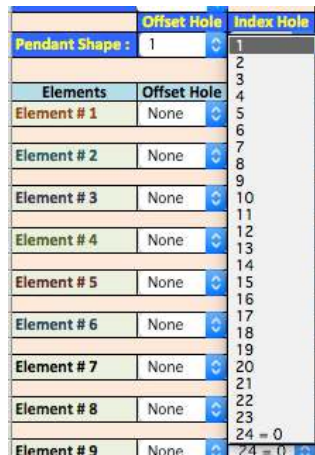 Offset Hole Index Hole
Pendant Shape : 1 1
2
3
Elements Offset Hole 4
Element # 1 None 5
6
7
Element # 2 None 8
9
Element # 3 None 10
11
12
Element # 4 None 13
14
Element # 5 None 15
16
17
Element # 6 None 18
19
Element # 7 None 20
21
22
Element # 8 None 23
24 = 0
Element # 9 None 24 = 0